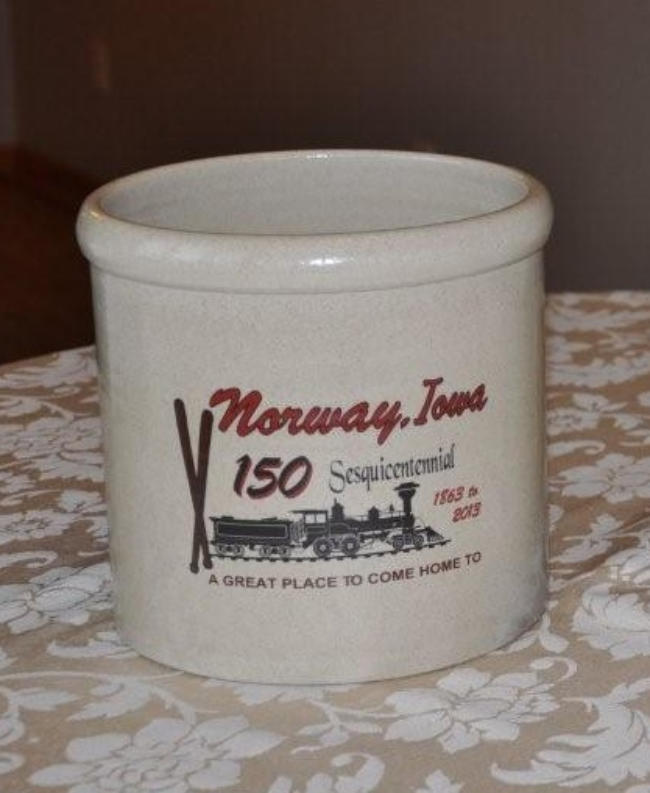 Norway, Iowa
150 Sesquicentennial
1863 to
2013
A GREAT PLACE TO COME HOME TO